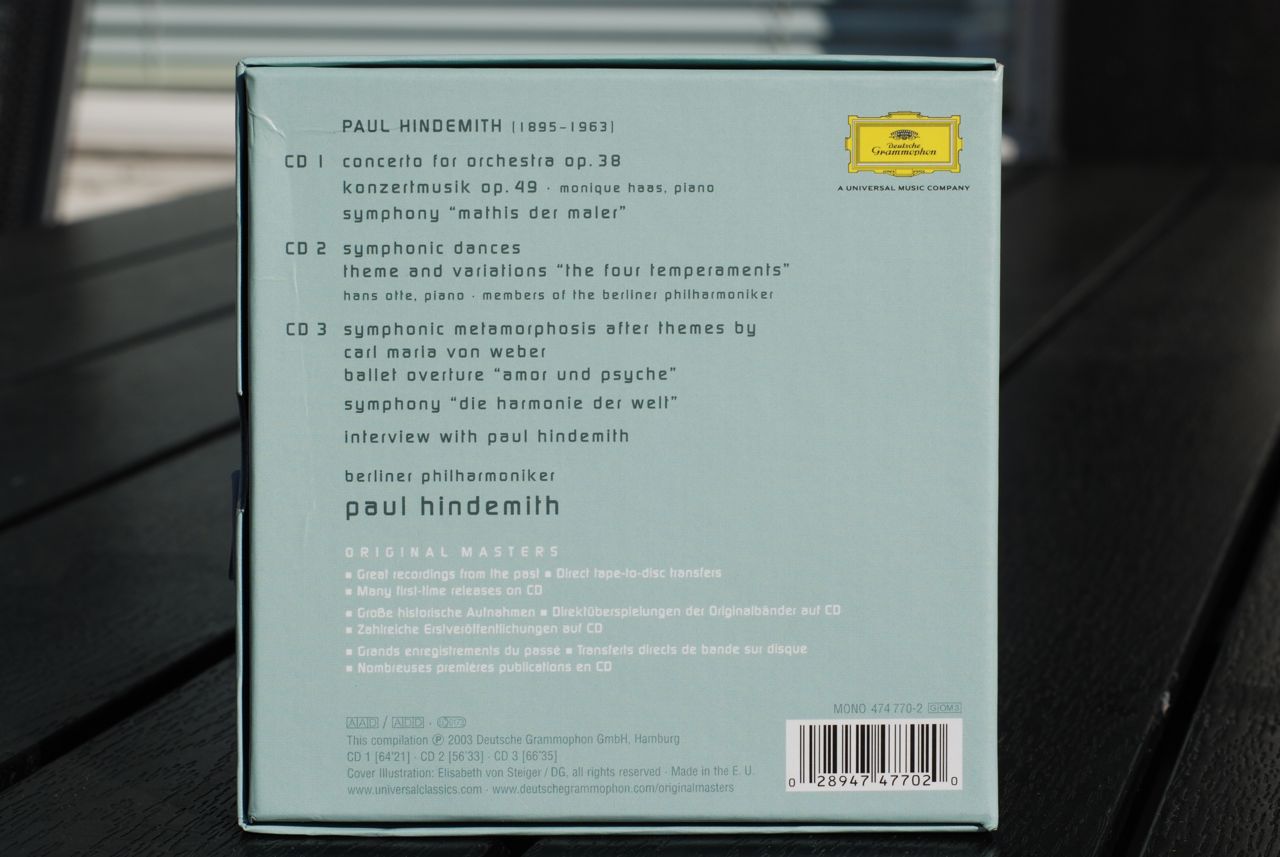 PAUL HINDEMITH (1895–1963)
CD 1 concerto for orchestra op. 38
konzertmusik op. 49 · monique haas, piano
symphony “mathis der maler”
CD 2 symphonic dances
theme and variations “the four temperaments”
hans otte, piano · members of the berliner philharmoniker
CD 3 symphonic metamorphosis after themes by
carl maria von weber
ballet overture “amor und psyche”
symphony “die harmonie der welt”
interview with paul hindemith
berliner philharmoniker
paul hindemith
Deutsche
Grammophon
A UNIVERSAL MUSIC COMPANY
ORIGINAL MASTERS
▪ Great recordings from the past ▪ Direct tape-to-disc transfers
▪ Many first-time releases on CD
▪ Große historische Aufnahmen ▪ Direktüberspielungen der Originalbänder auf CD
▪ Zahlreiche Erstveröffentlichungen auf CD
▪ Grands enregistrements du passé ▪ Transferts directs de bande sur disque
▪ Nombreuses premières publications en CD
MONO 474 770-2 GOM3
AAD / ADD ·
This compilation ℗ 2003 Deutsche Grammophon GmbH, Hamburg
CD 1 [64'21] · CD 2 [56'33] · CD 3 [66'35]
Cover Illustration: Elisabeth von Steiger / DG, all rights reserved · Made in the E. U.
www.universalclassics.com · www.deutschegrammophon.com/originalmasters
0 28947 47702 0